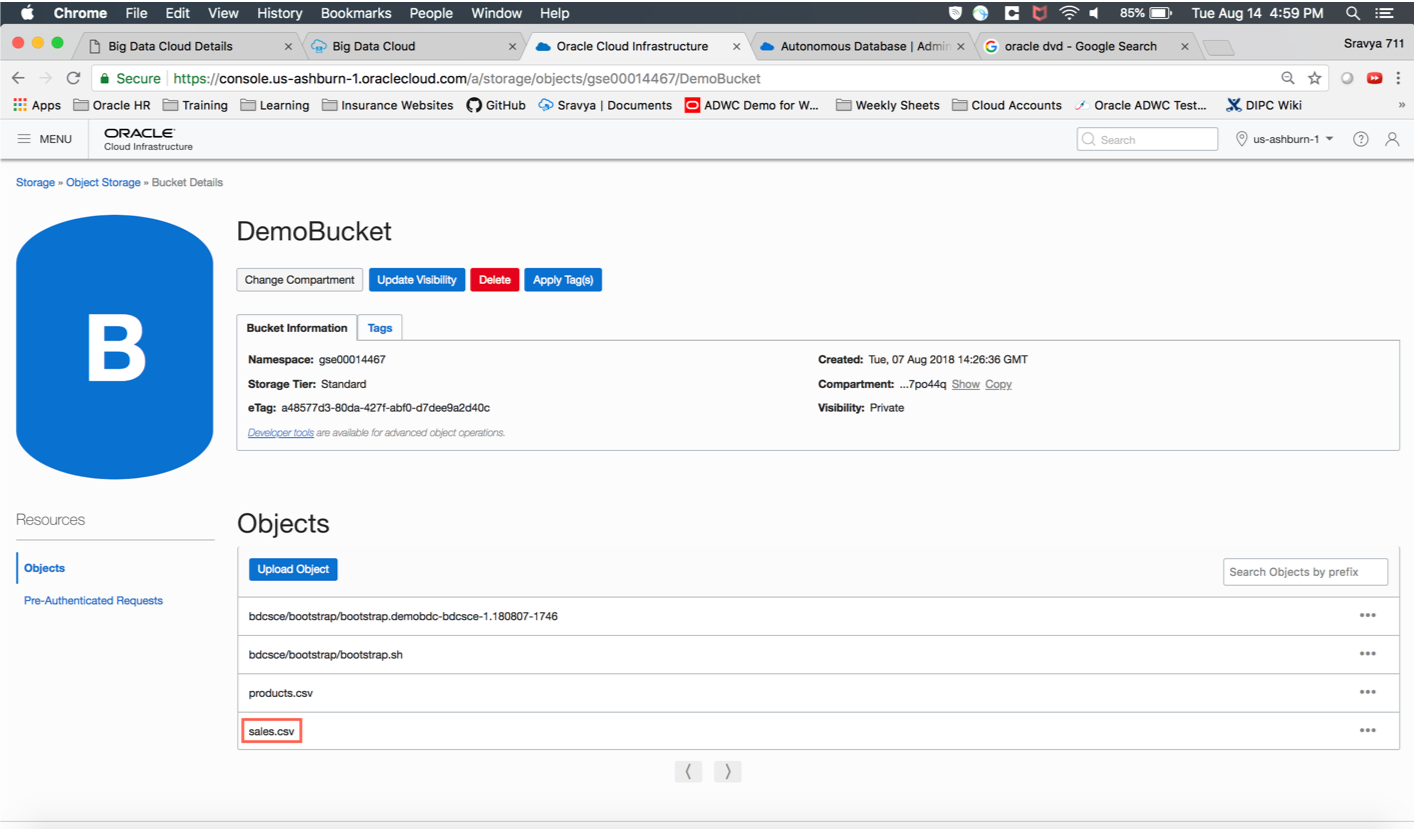 Chrome File Edit View History Bookmarks People Window Help 85% Tue Aug 14 4:59 PM
Big Data Cloud Details Big Data Cloud Oracle Cloud Infrastructure Autonomous Database | Admin oracle dvd - Google Search Sravya 711
Secure https://console.us-ashburn-1.oraclecloud.com/a/storage/objects/gse00014467/DemoBucket
Apps Oracle HR Training Learning Insurance Websites GitHub Sravya | Documents ADWC Demo for W... Weekly Sheets Cloud Accounts Oracle ADWC Test... DIPC Wiki »
MENU ORACLE Cloud Infrastructure Search us-ashburn-1 ?
Storage » Object Storage » Bucket Details
B
DemoBucket
Change Compartment Update Visibility Delete Apply Tag(s)
Bucket Information Tags
Namespace: gse00014467 Created: Tue, 07 Aug 2018 14:26:36 GMT
Storage Tier: Standard Compartment: ...7po44q Show Copy
eTag: a48577d3-80da-427f-abf0-d7dee9a2d40c Visibility: Private
Developer tools are available for advanced object operations.
Resources
Objects
Pre-Authenticated Requests
Objects
Upload Object Search Objects by prefix
bdcsce/bootstrap/bootstrap.demobdc-bdcsce-1.180807-1746
bdcsce/bootstrap/bootstrap.sh
products.csv
sales.csv